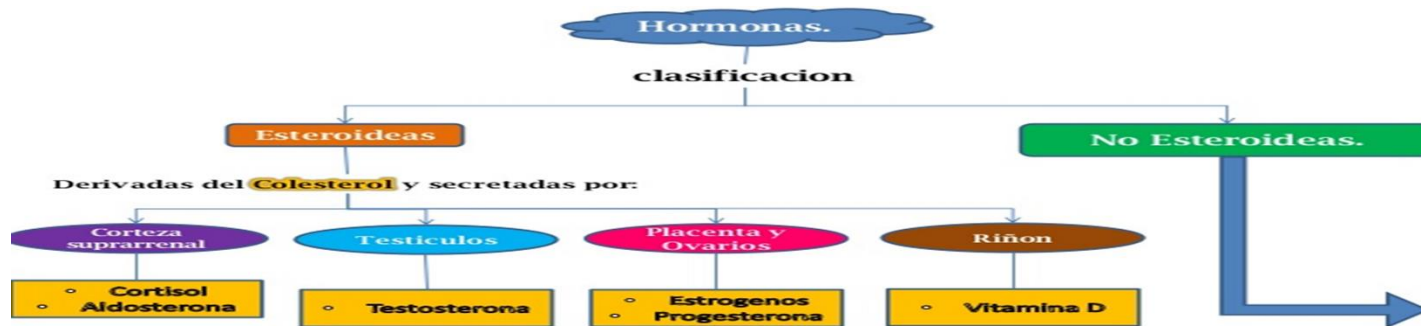 Hormonas.
clasificacion
Esteroideas
No Esteroideas.
Derivadas del Colesterol y secretadas por:
Corteza
suprarrenal
Testículos
Placenta y
Ovarios
Riñon
◦ Cortisol
◦ Aldosterona
◦ Testosterona
◦ Estrogenos
◦ Progesterona
◦ Vitamina D